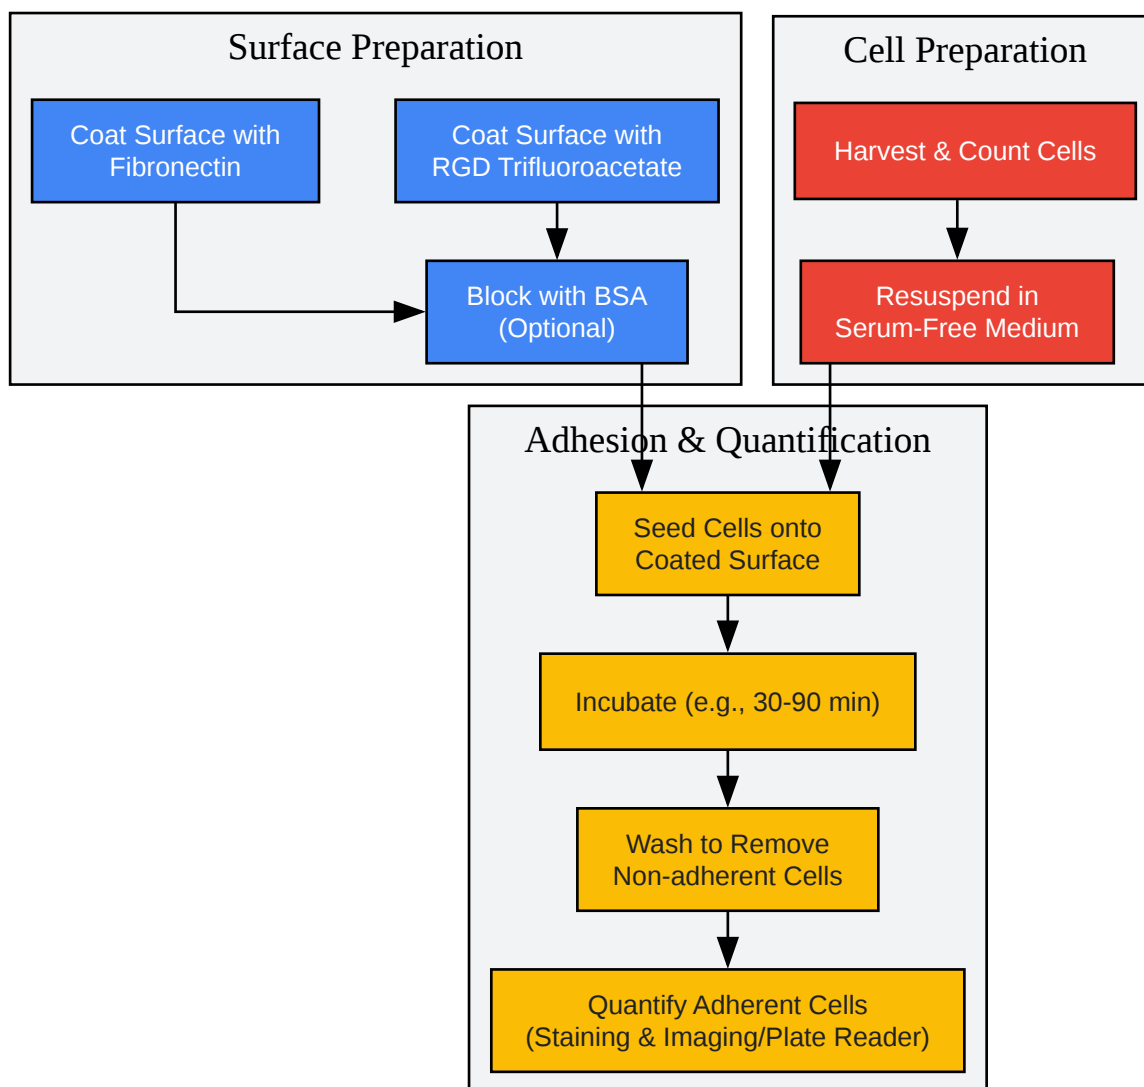 Surface Preparation
Coat Surface with
Fibronectin
Coat Surface with
RGD Trifluoroacetate
Block with BSA
(Optional)
Cell Preparation
Harvest & Count Cells
Resuspend in
Serum-Free Medium
Adhesion & Quantification
Seed Cells onto
Coated Surface
Incubate (e.g., 30-90 min)
Wash to Remove
Non-adherent Cells
Quantify Adherent Cells
(Staining & Imaging/Plate Reader)